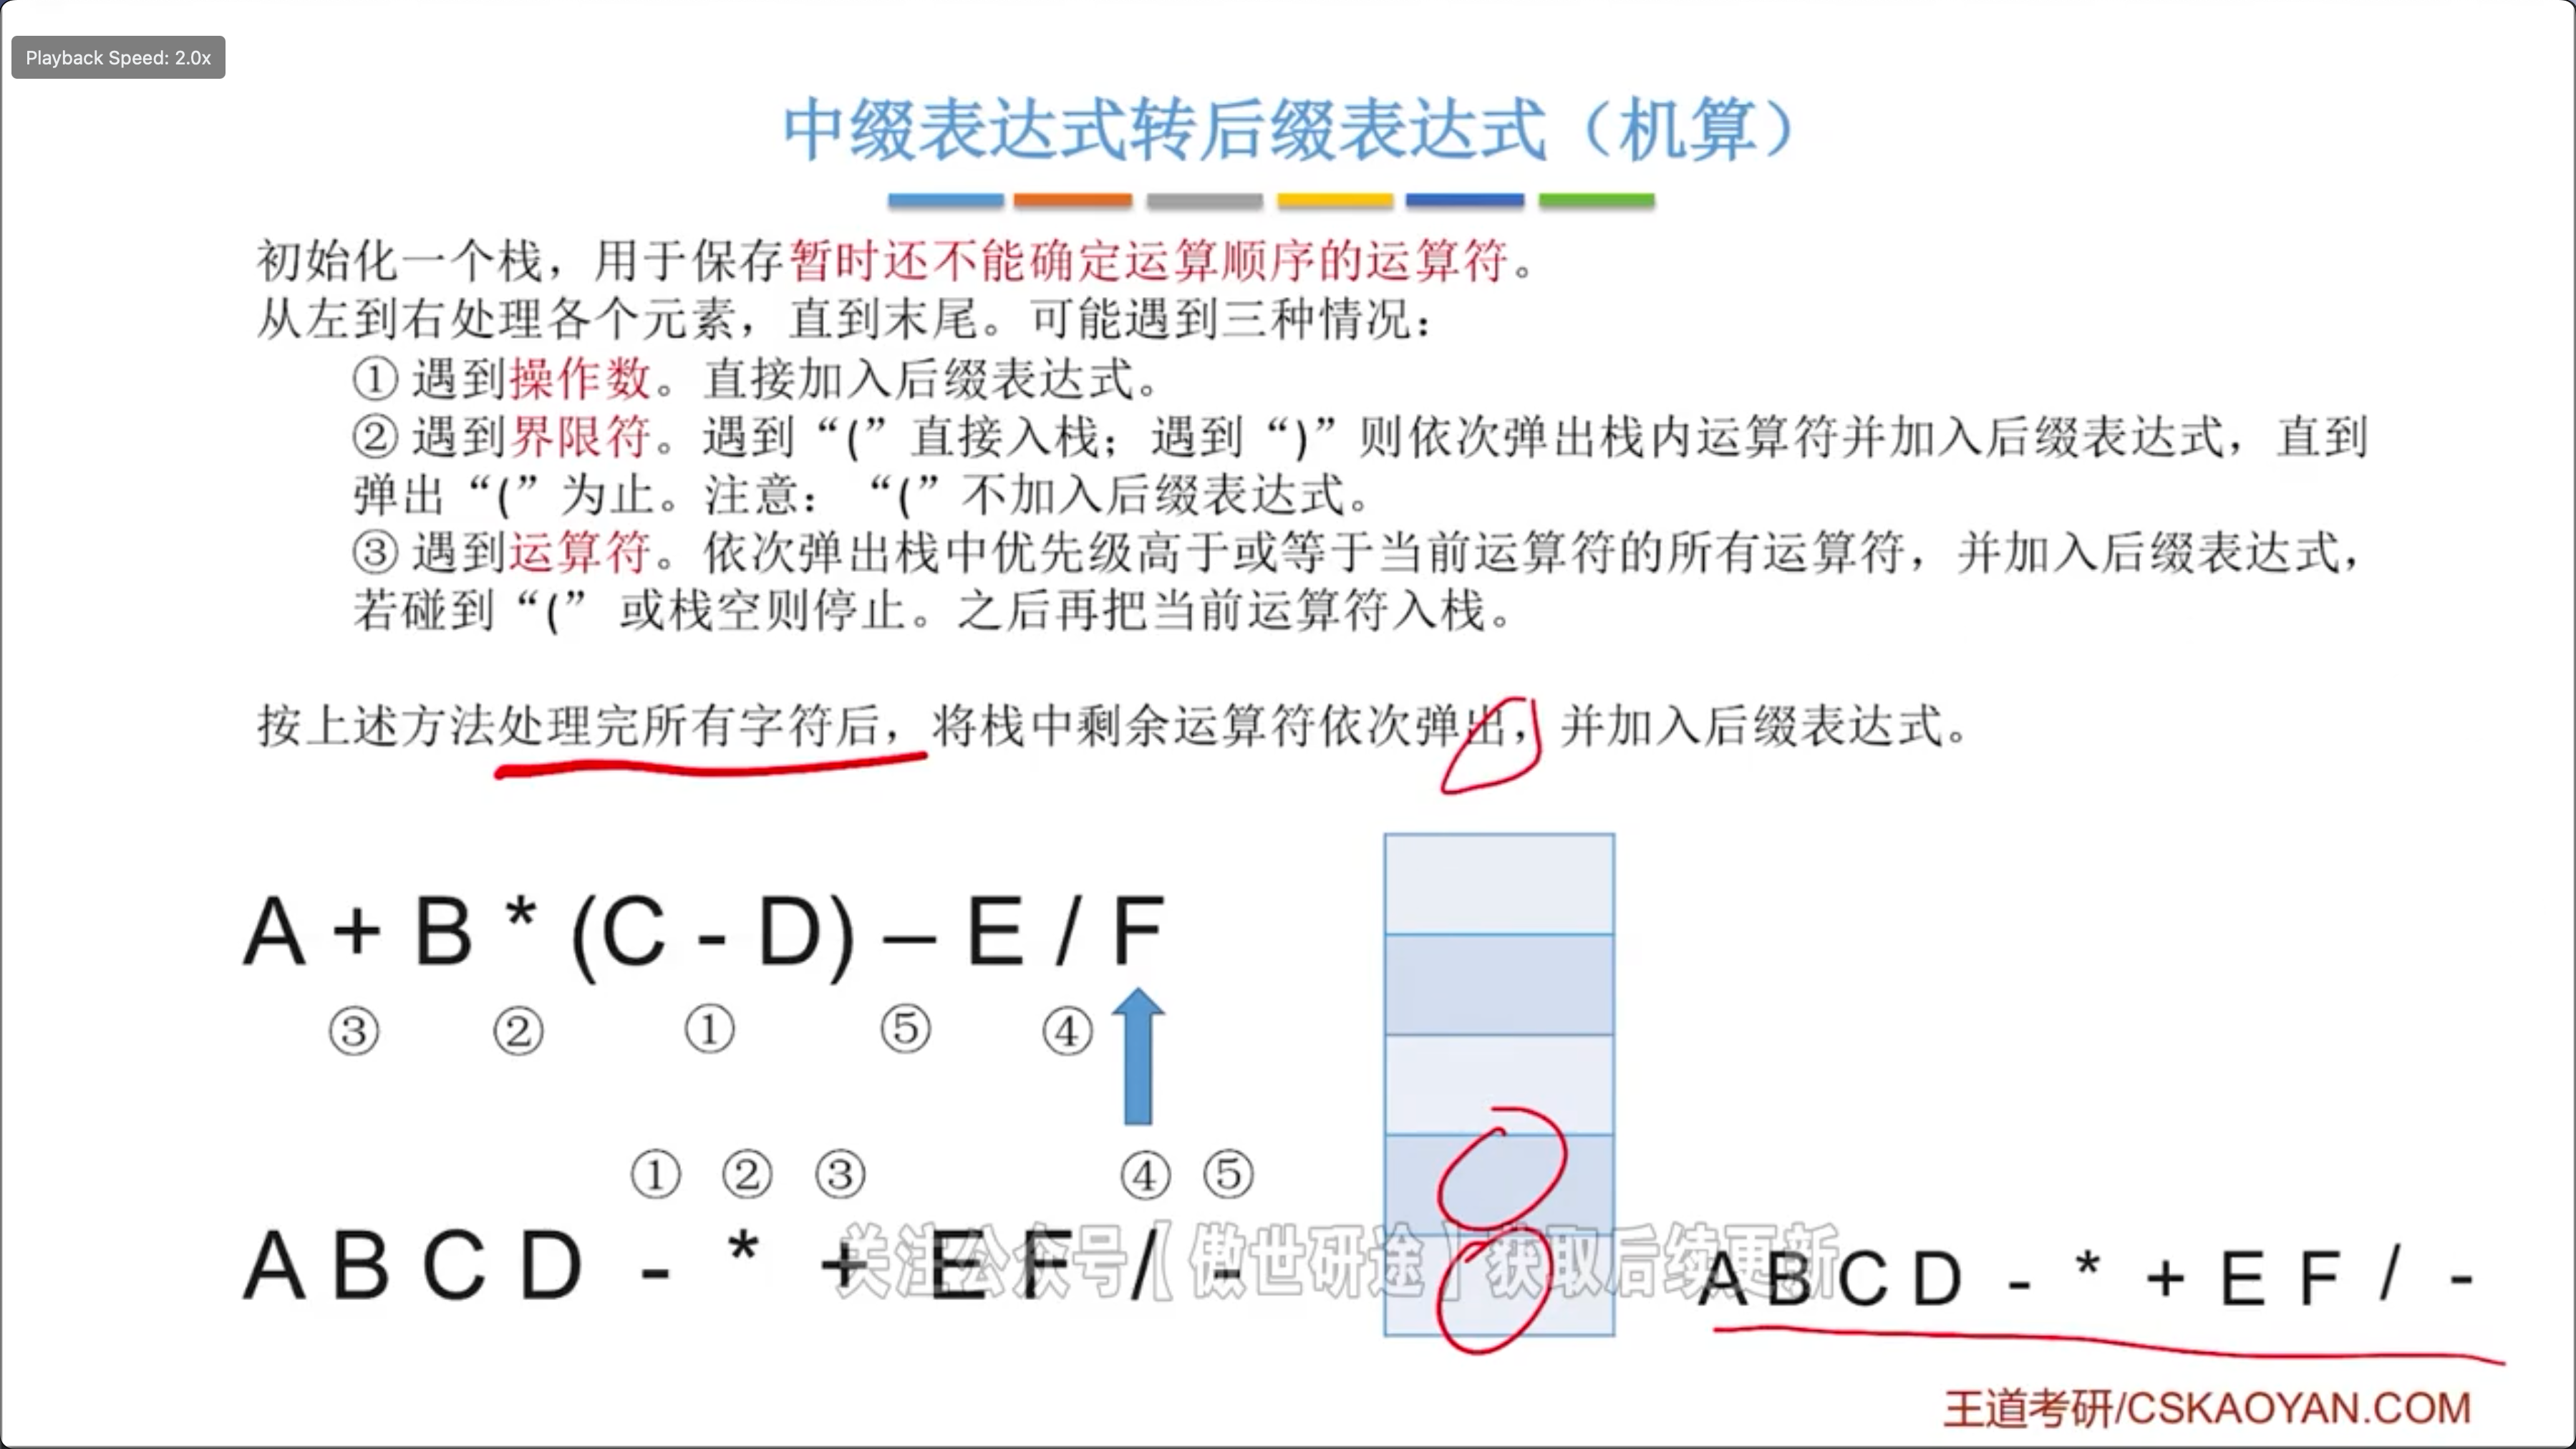 Playback Speed: 2.0x
中缀表达式转后缀表达式（机算）
初始化一个栈，用于保存暂时还不能确定运算顺序的运算符。
从左到右处理各个元素，直到末尾。可能遇到三种情况：
① 遇到操作数。直接加入后缀表达式。
② 遇到界限符。遇到“(”直接入栈；遇到“)”则依次弹出栈内运算符并加入后缀表达式，直到
弹出“(”为止。注意：“(”不加入后缀表达式。
③ 遇到运算符。依次弹出栈中优先级高于或等于当前运算符的所有运算符，并加入后缀表达式，
若碰到“(” 或栈空则停止。之后再把当前运算符入栈。
按上述方法处理完所有字符后，将栈中剩余运算符依次弹出，并加入后缀表达式。
A + B * (C - D) – E / F
③ ② ① ⑤ ④
① ② ③ ④ ⑤
A B C D - * + E F / -
关注公众号【傲世研途】获取后续更新
A B C D - * + E F / -
王道考研/CSKAOYAN.COM